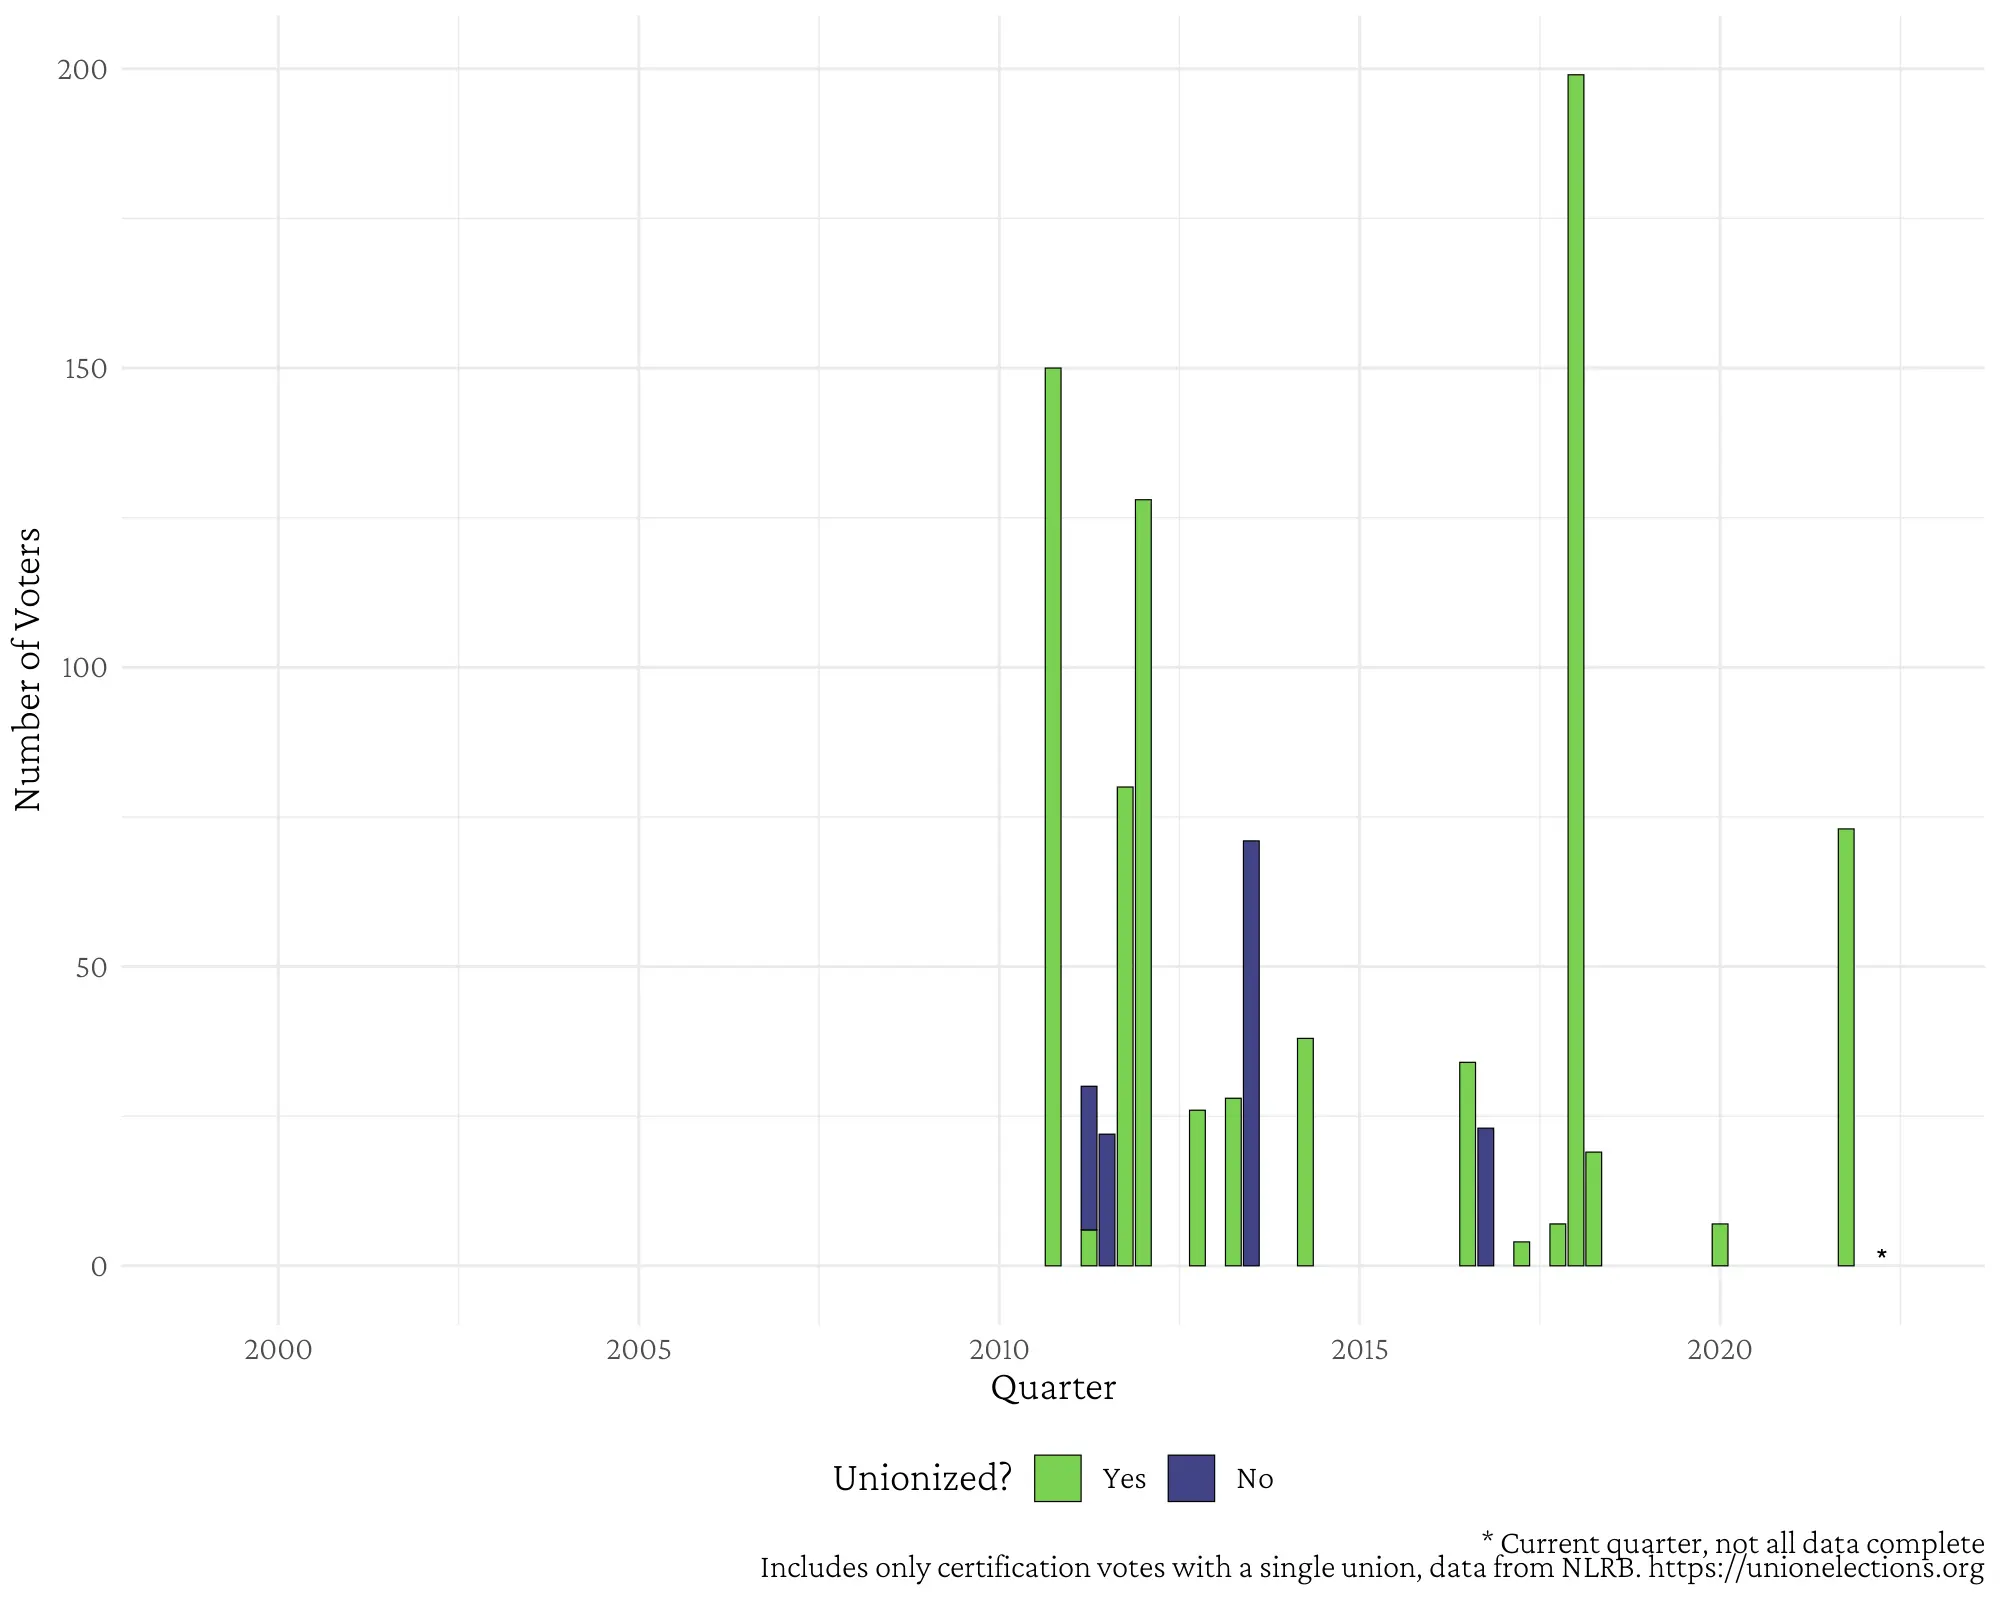 200
150
100
50
0
Number of Voters
2000 2005 2010 2015 2020
*
Quarter
Unionized? Yes No
* Current quarter, not all data complete
Includes only certification votes with a single union, data from NLRB. https://unionelections.org